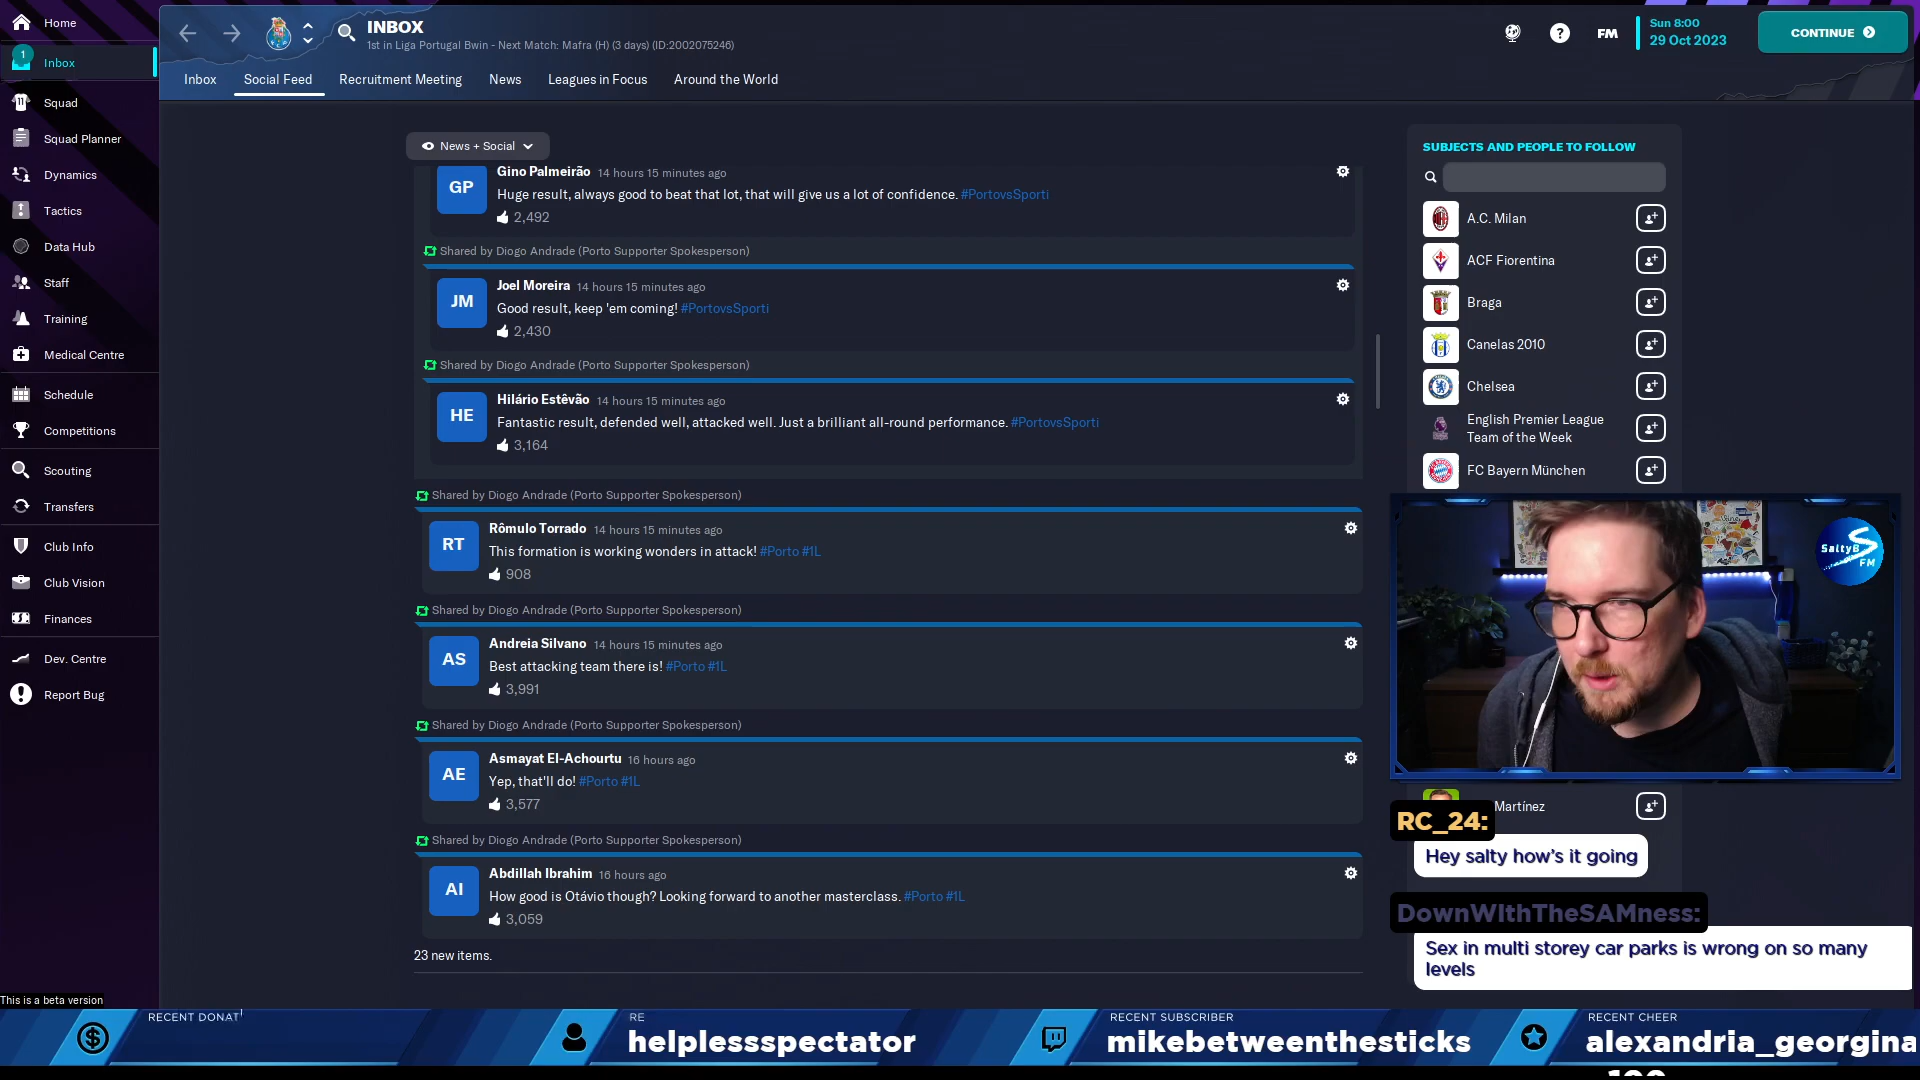 Home
1
Inbox
11
Squad
Squad Planner
Dynamics
Tactics
Data Hub
Staff
Training
Medical Centre
Schedule
Competitions
Scouting
Transfers
Club Info
Club Vision
Finances
Dev. Centre
Report Bug
This is a beta version
INBOX
1st in Liga Portugal Bwin - Next Match: Mafra (H) (3 days) (ID:2002075246)
?
FM
Sun 8:00
29 Oct 2023
CONTINUE
Inbox
Social Feed
Recruitment Meeting
News
Leagues in Focus
Around the World
News + Social
GP
Gino Palmeirão 14 hours 15 minutes ago
Huge result, always good to beat that lot, that will give us a lot of confidence. #PortovsSporti
2,492
Shared by Diogo Andrade (Porto Supporter Spokesperson)
JM
Joel Moreira 14 hours 15 minutes ago
Good result, keep 'em coming! #PortovsSporti
2,430
Shared by Diogo Andrade (Porto Supporter Spokesperson)
HE
Hilário Estêvão 14 hours 15 minutes ago
Fantastic result, defended well, attacked well. Just a brilliant all-round performance. #PortovsSporti
3,164
Shared by Diogo Andrade (Porto Supporter Spokesperson)
RT
Rômulo Torrado 14 hours 15 minutes ago
This formation is working wonders in attack! #Porto #1L
908
Shared by Diogo Andrade (Porto Supporter Spokesperson)
AS
Andreia Silvano 14 hours 15 minutes ago
Best attacking team there is! #Porto #1L
3,991
Shared by Diogo Andrade (Porto Supporter Spokesperson)
AE
Asmayat El-Achourtu 16 hours ago
Yep, that'll do! #Porto #1L
3,577
Shared by Diogo Andrade (Porto Supporter Spokesperson)
AI
Abdillah Ibrahim 16 hours ago
How good is Otávio though? Looking forward to another masterclass. #Porto #1L
3,059
23 new items.
SUBJECTS AND PEOPLE TO FOLLOW
A.C. Milan
ACF Fiorentina
Braga
Canelas 2010
Chelsea
English Premier League
Team of the Week
FC Bayern München
SaltyB
FM
Martínez
RC_24:
Hey salty how's it going
DownWIthTheSAMness:
Sex in multi storey car parks is wrong on so many
levels
RECENT DONAT
RE
helplessspectator
RECENT SUBSCRIBER
mikebetweenthesticks
RECENT CHEER
alexandria_georgina